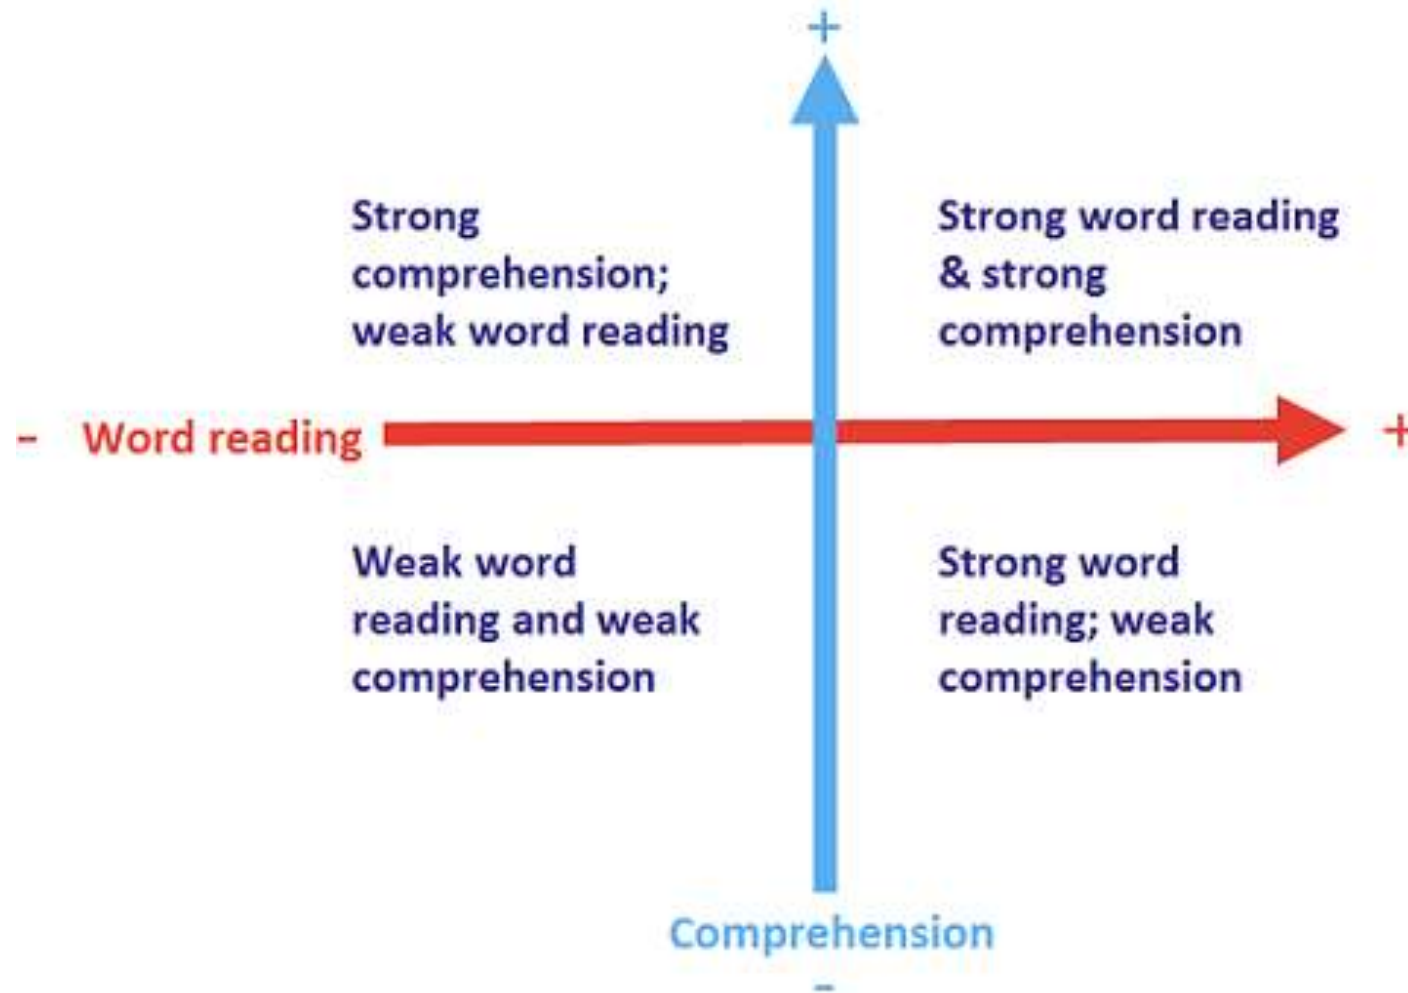 +
Strong
comprehension;
weak word reading
Strong word reading
& strong
comprehension
- Word reading
+
Weak word
reading and weak
comprehension
Strong word
reading; weak
comprehension
Comprehension
-